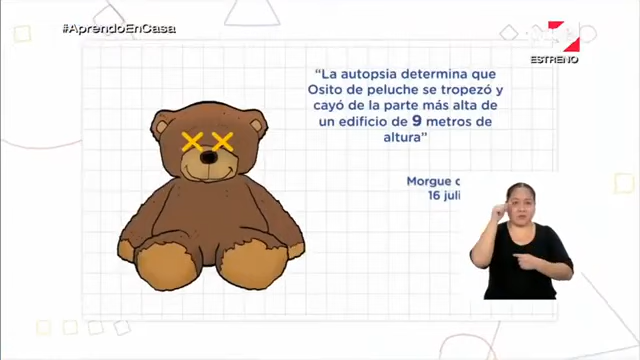 #AprendoEnCasa
ESTRENO
“La autopsia determina que
Osito de peluche se tropezó y
cayó de la parte más alta de
un edificio de 9 metros de
altura”
Morgue
16